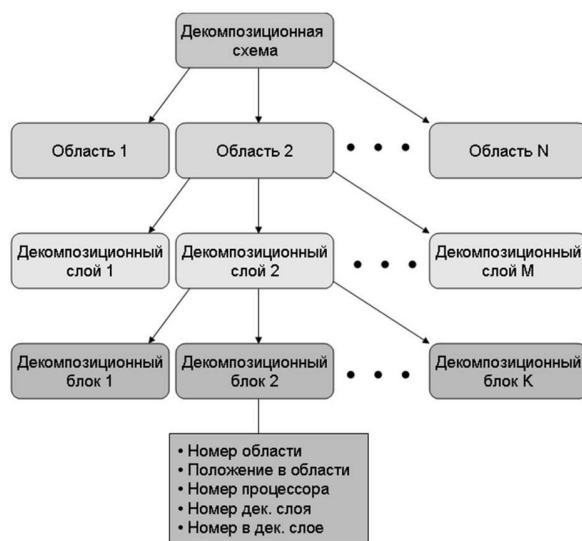 Декомпозиционная
схема
Область 1
Область 2
• • •
Область N
Декомпозиционный
слой 1
Декомпозиционный
слой 2
• • •
Декомпозиционный
слой M
Декомпозиционный
блок 1
Декомпозиционный
блок 2
• • •
Декомпозиционный
блок K
• Номер области
• Положение в области
• Номер процессора
• Номер дек. слоя
• Номер в дек. слое